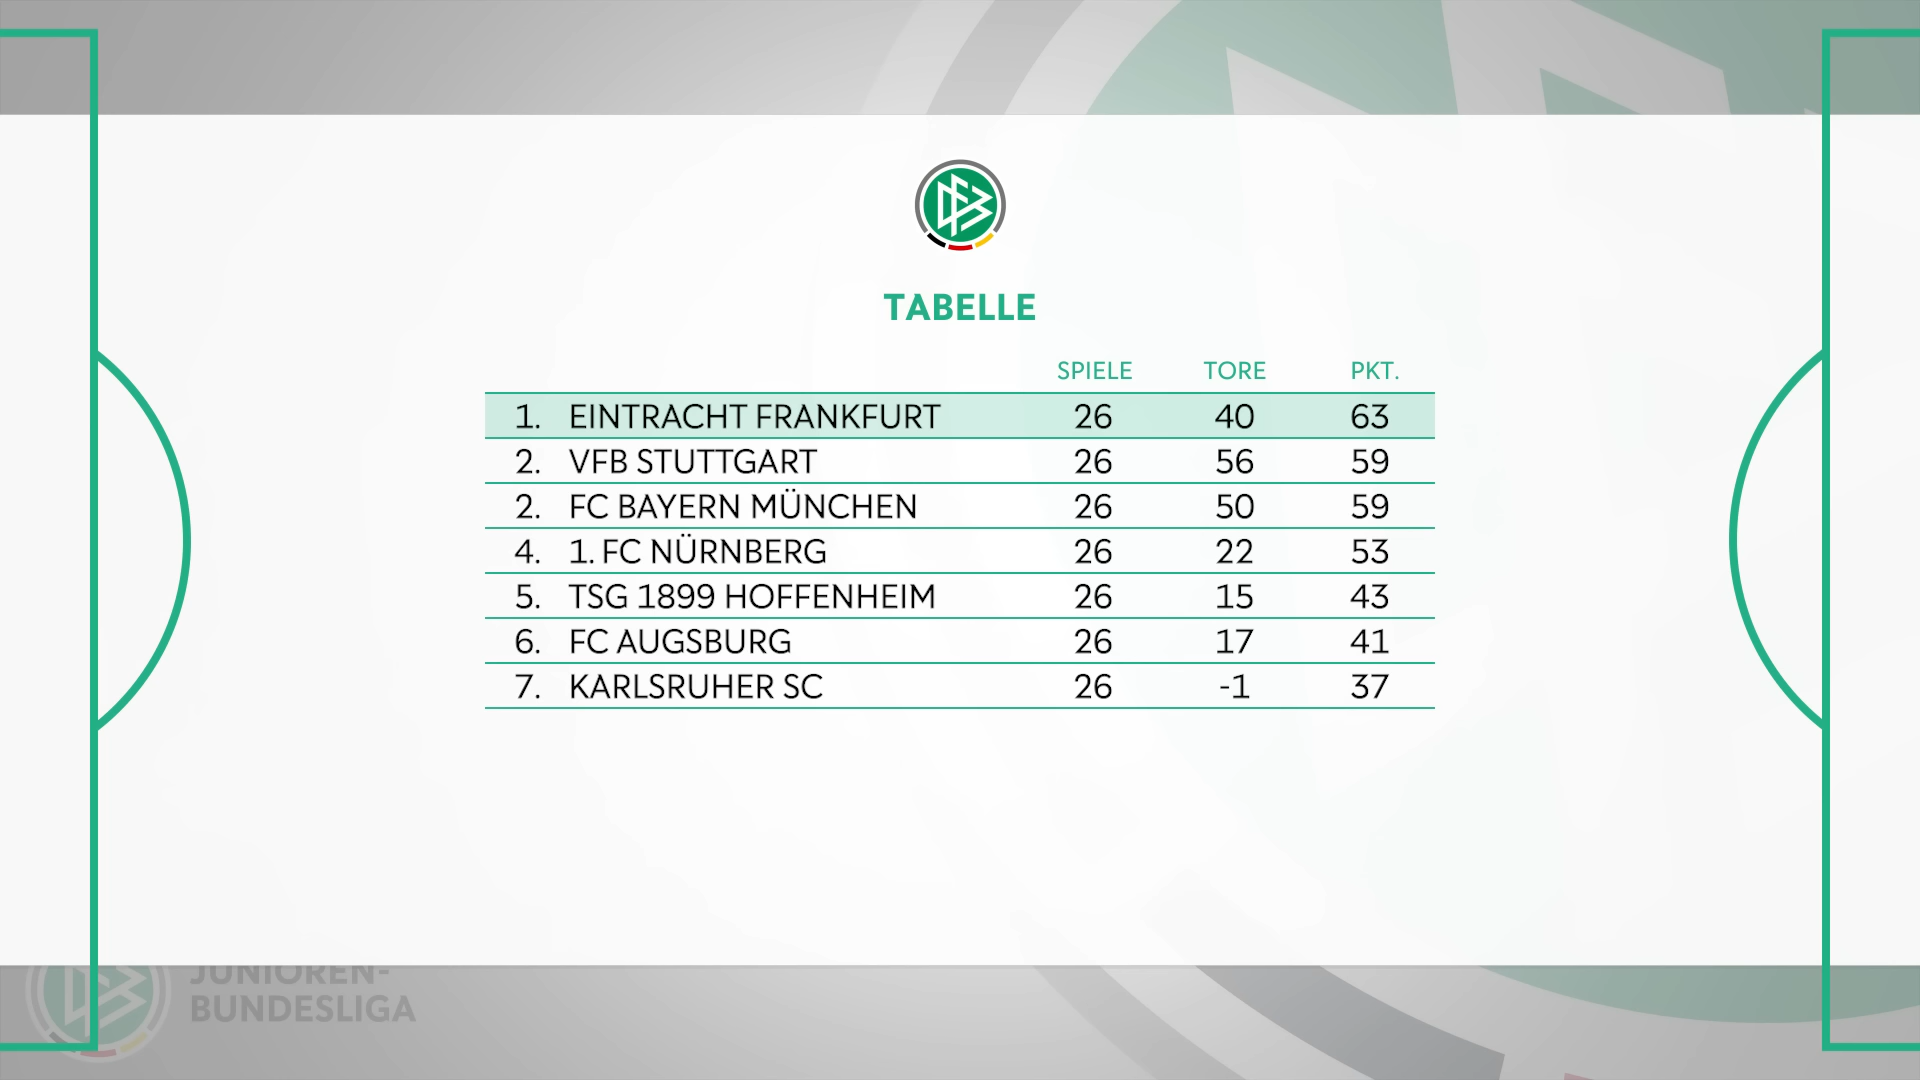 TABELLE
SPIELE TORE PKT.
1. EINTRACHT FRANKFURT 26 40 63
2. VFB STUTTGART 26 56 59
2. FC BAYERN MÜNCHEN 26 50 59
4. 1. FC NÜRNBERG 26 22 53
5. TSG 1899 HOFFENHEIM 26 15 43
6. FC AUGSBURG 26 17 41
7. KARLSRUHER SC 26 -1 37
JUNIOREN-
BUNDESLIGA